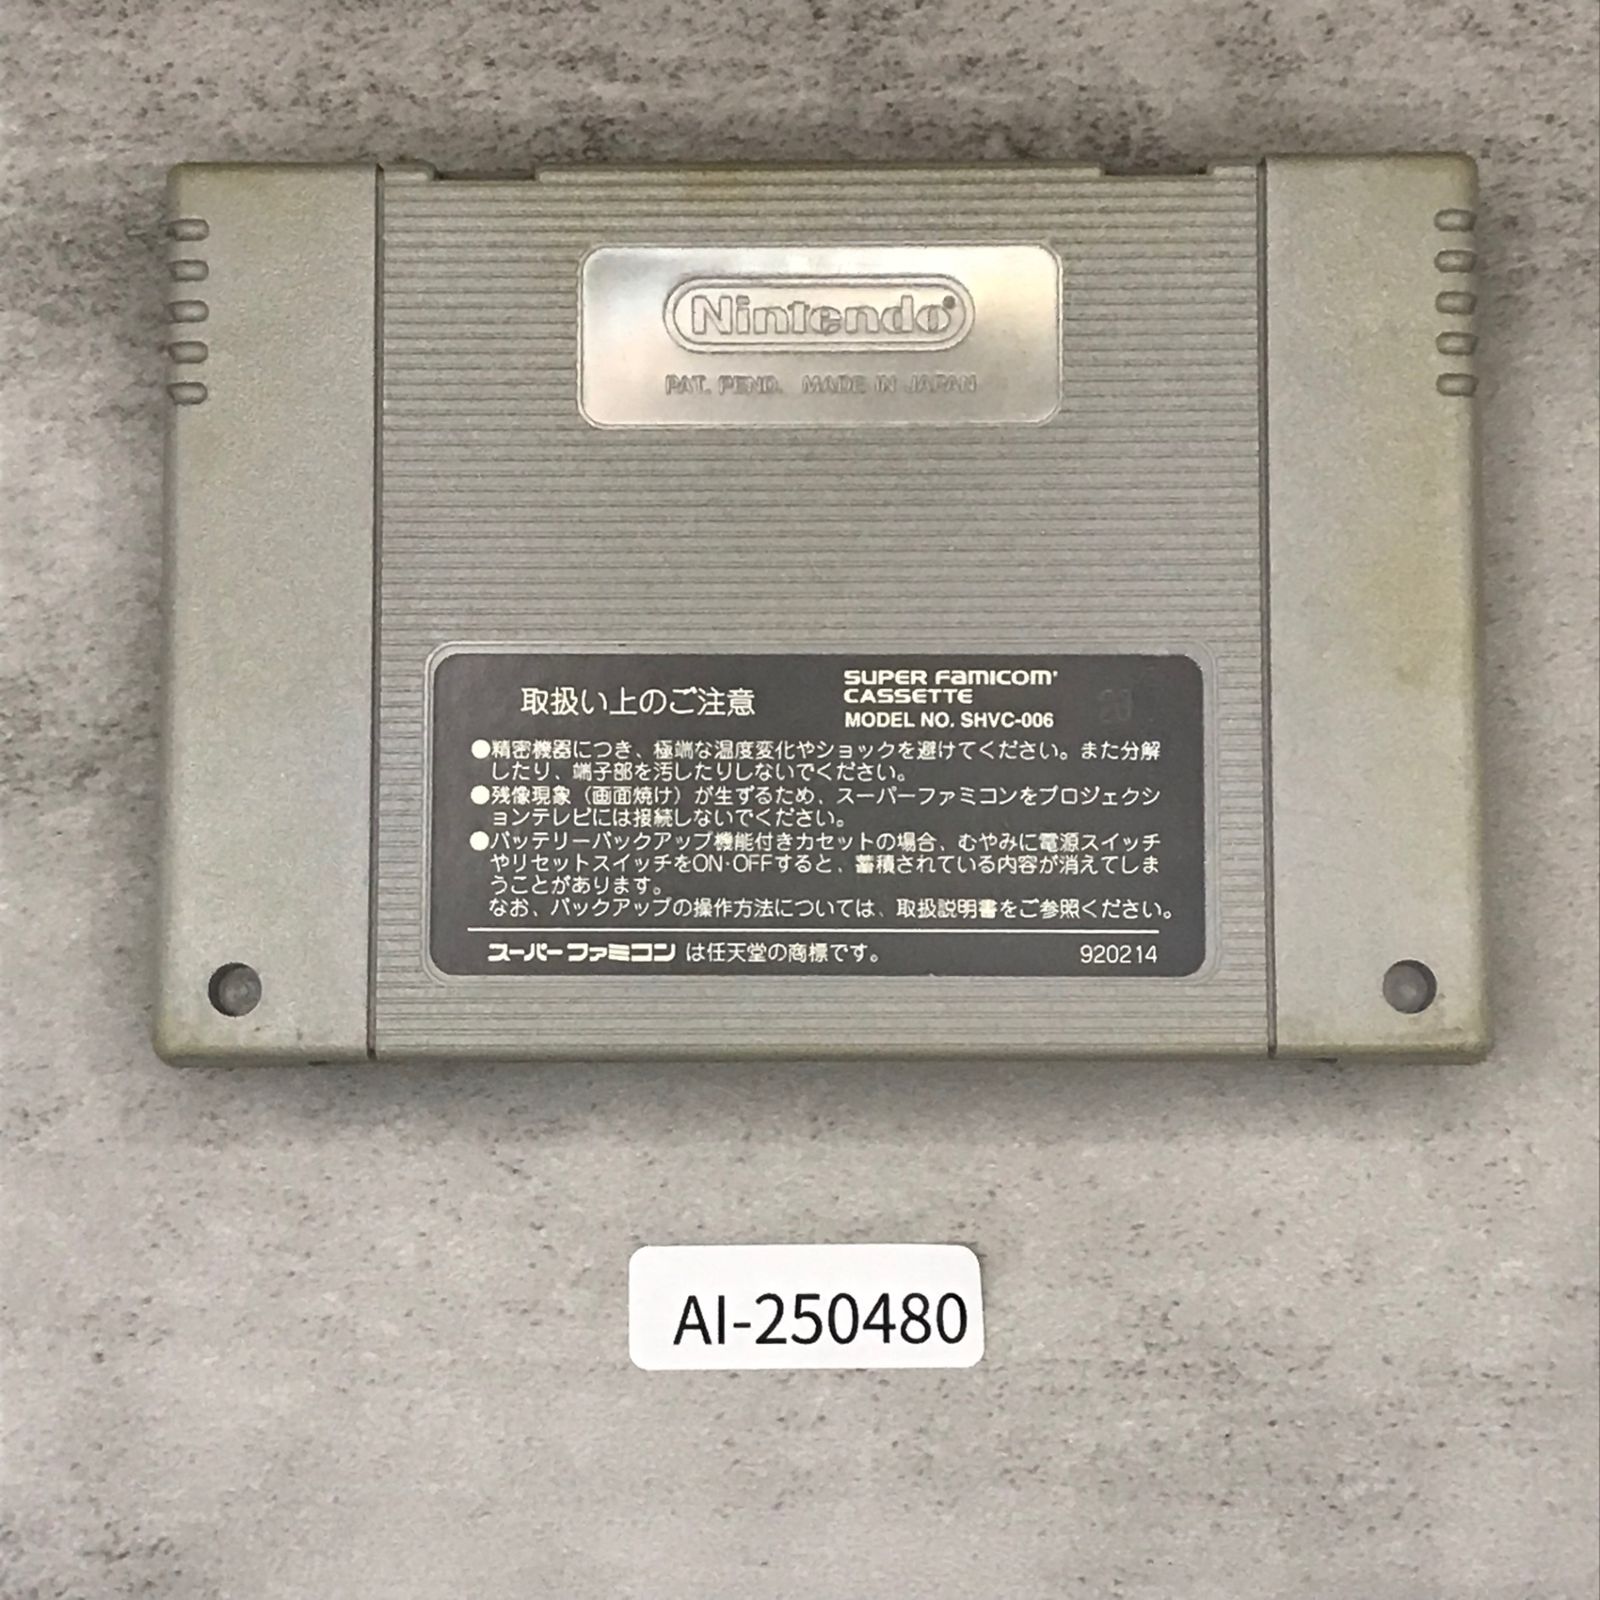 Nintendo®
PAT. PEND. MADE IN JAPAN
取扱い上のご注意
SUPER FAMICOM
CASSETTE
MODEL NO. SHVC-006
●精密機器につき、極端な温度変化やショックを避けてください。また分解
したり、端子部を汚したりしないでください。
●残像現象（画面焼け）が生ずるため、スーパーファミコンをプロジェクシ
ョンテレビには接続しないでください。
●バッテリーバックアップ機能付きカセットの場合、むやみに電源スイッチ
やリセットスイッチをON・OFFすると、蓄積されている内容が消えてしま
うことがあります。
なお、バックアップの操作方法については、取扱説明書をご参照ください。
スーパーファミコンは任天堂の商標です。
920214
AI-250480